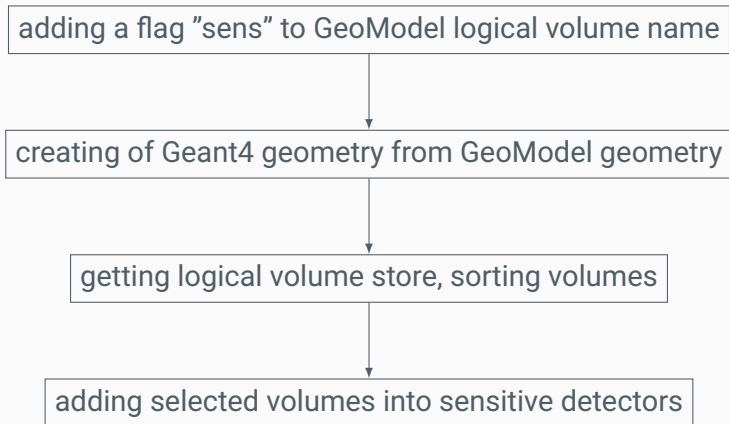 adding a flag ”sens” to GeoModel logical volume name
creating of Geant4 geometry from GeoModel geometry
getting logical volume store, sorting volumes
adding selected volumes into sensitive detectors